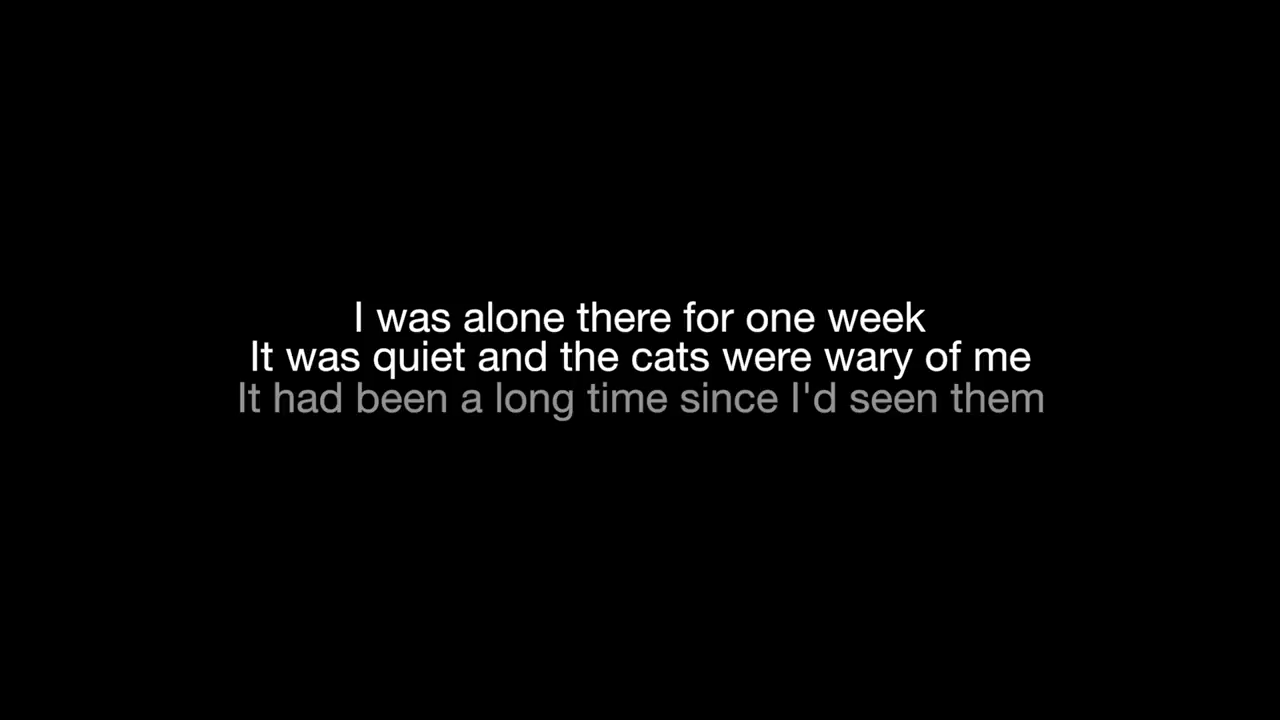 I was alone there for one week
It was quiet and the cats were wary of me
It had been a long time since I'd seen them